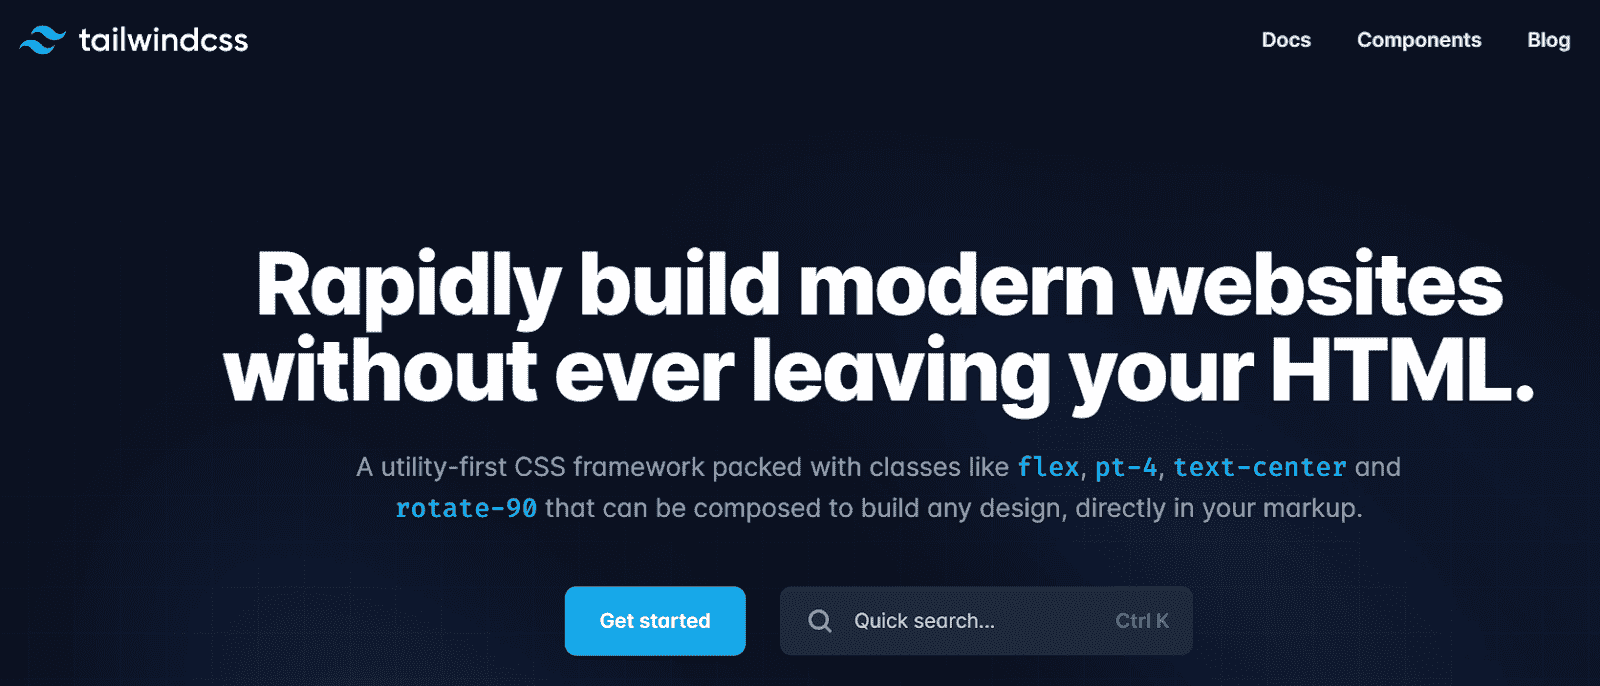 tailwindcss
Docs Components Blog
Rapidly build modern websites
without ever leaving your HTML.
A utility-first CSS framework packed with classes like flex, pt-4, text-center and
rotate-90 that can be composed to build any design, directly in your markup.
Get started
Quick search... Ctrl K